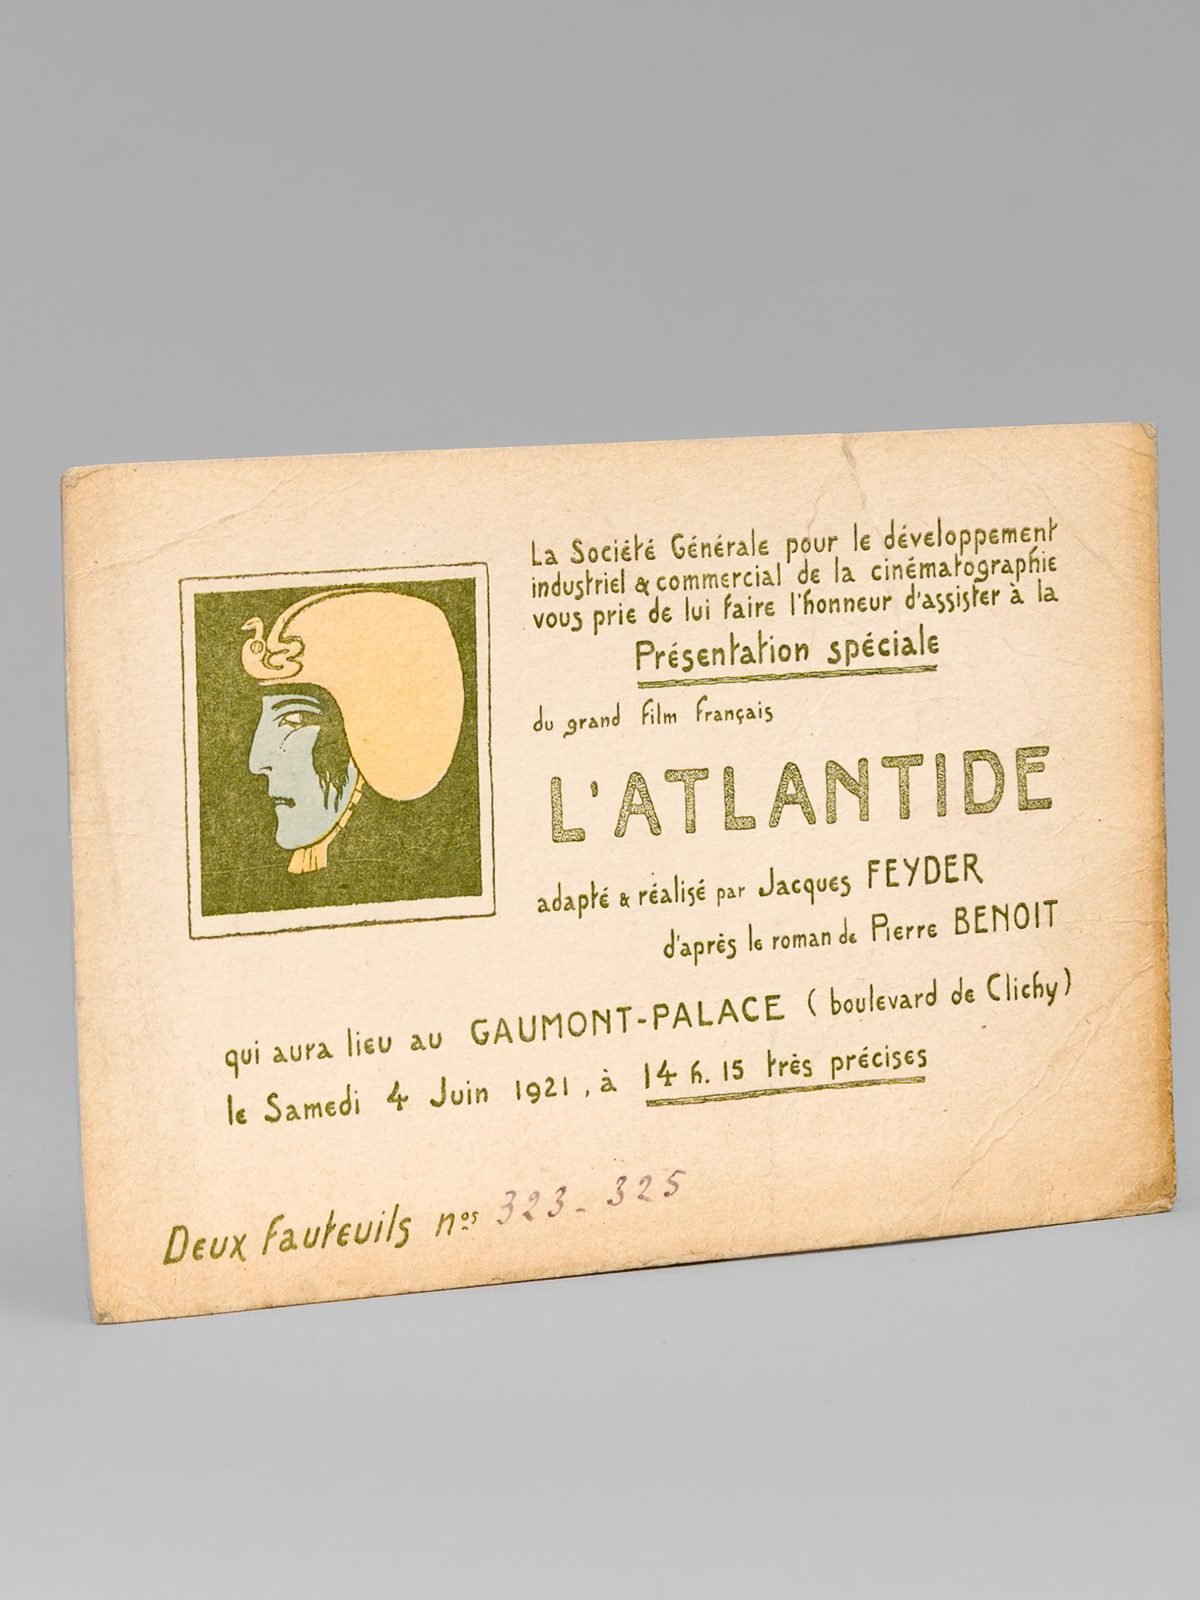 La Société Générale pour le développement
industriel & commercial de la cinématographie
vous prie de lui faire l'honneur d'assister à la
Présentation spéciale
du grand film français
L'ATLANTIDE
adapté & réalisé par Jacques FEYDER
d'après le roman de Pierre BENOIT
qui aura lieu au GAUMONT-PALACE (boulevard de Clichy)
le Samedi 4 Juin 1921, à 14 h. 15 très précises
Deux fauteuils nos 323-325